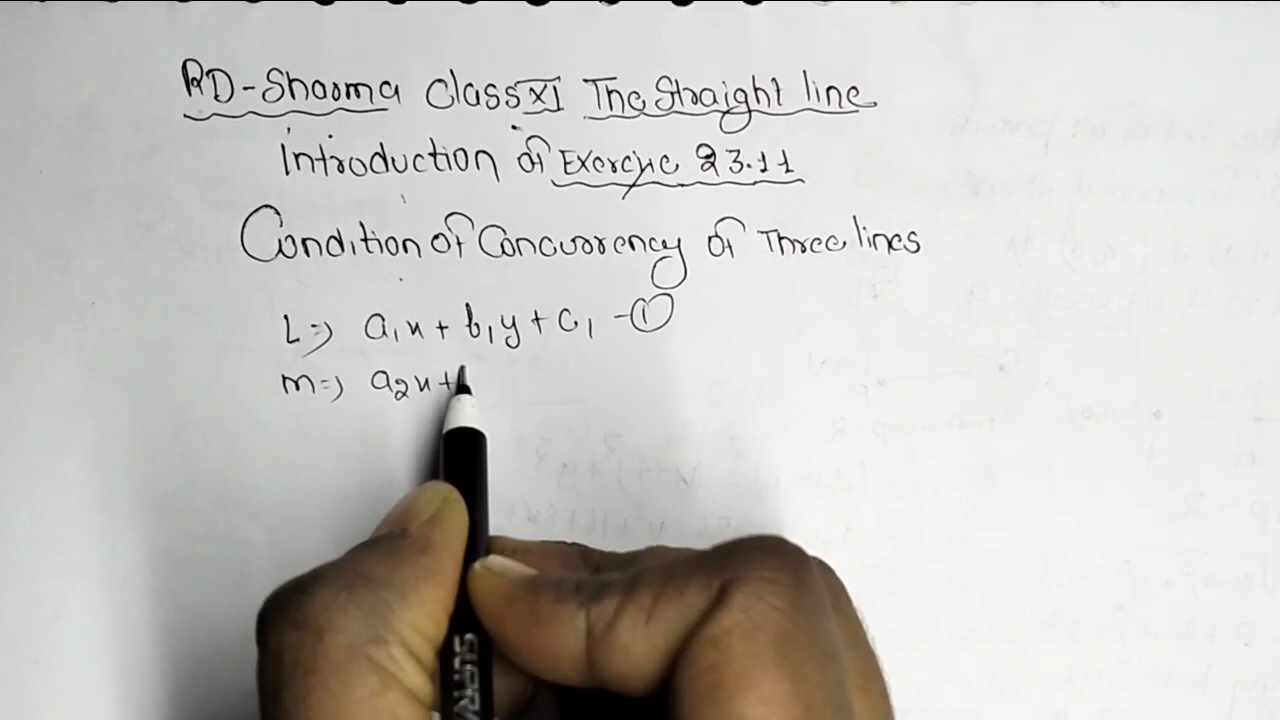 RD-Sharma Class XI The Straight line
introduction of Exercise 23.11
Condition of Concurrency of Three lines
L⇒ a₁x + b₁y + c₁ -①
m⇒ a₂x +
SUPR